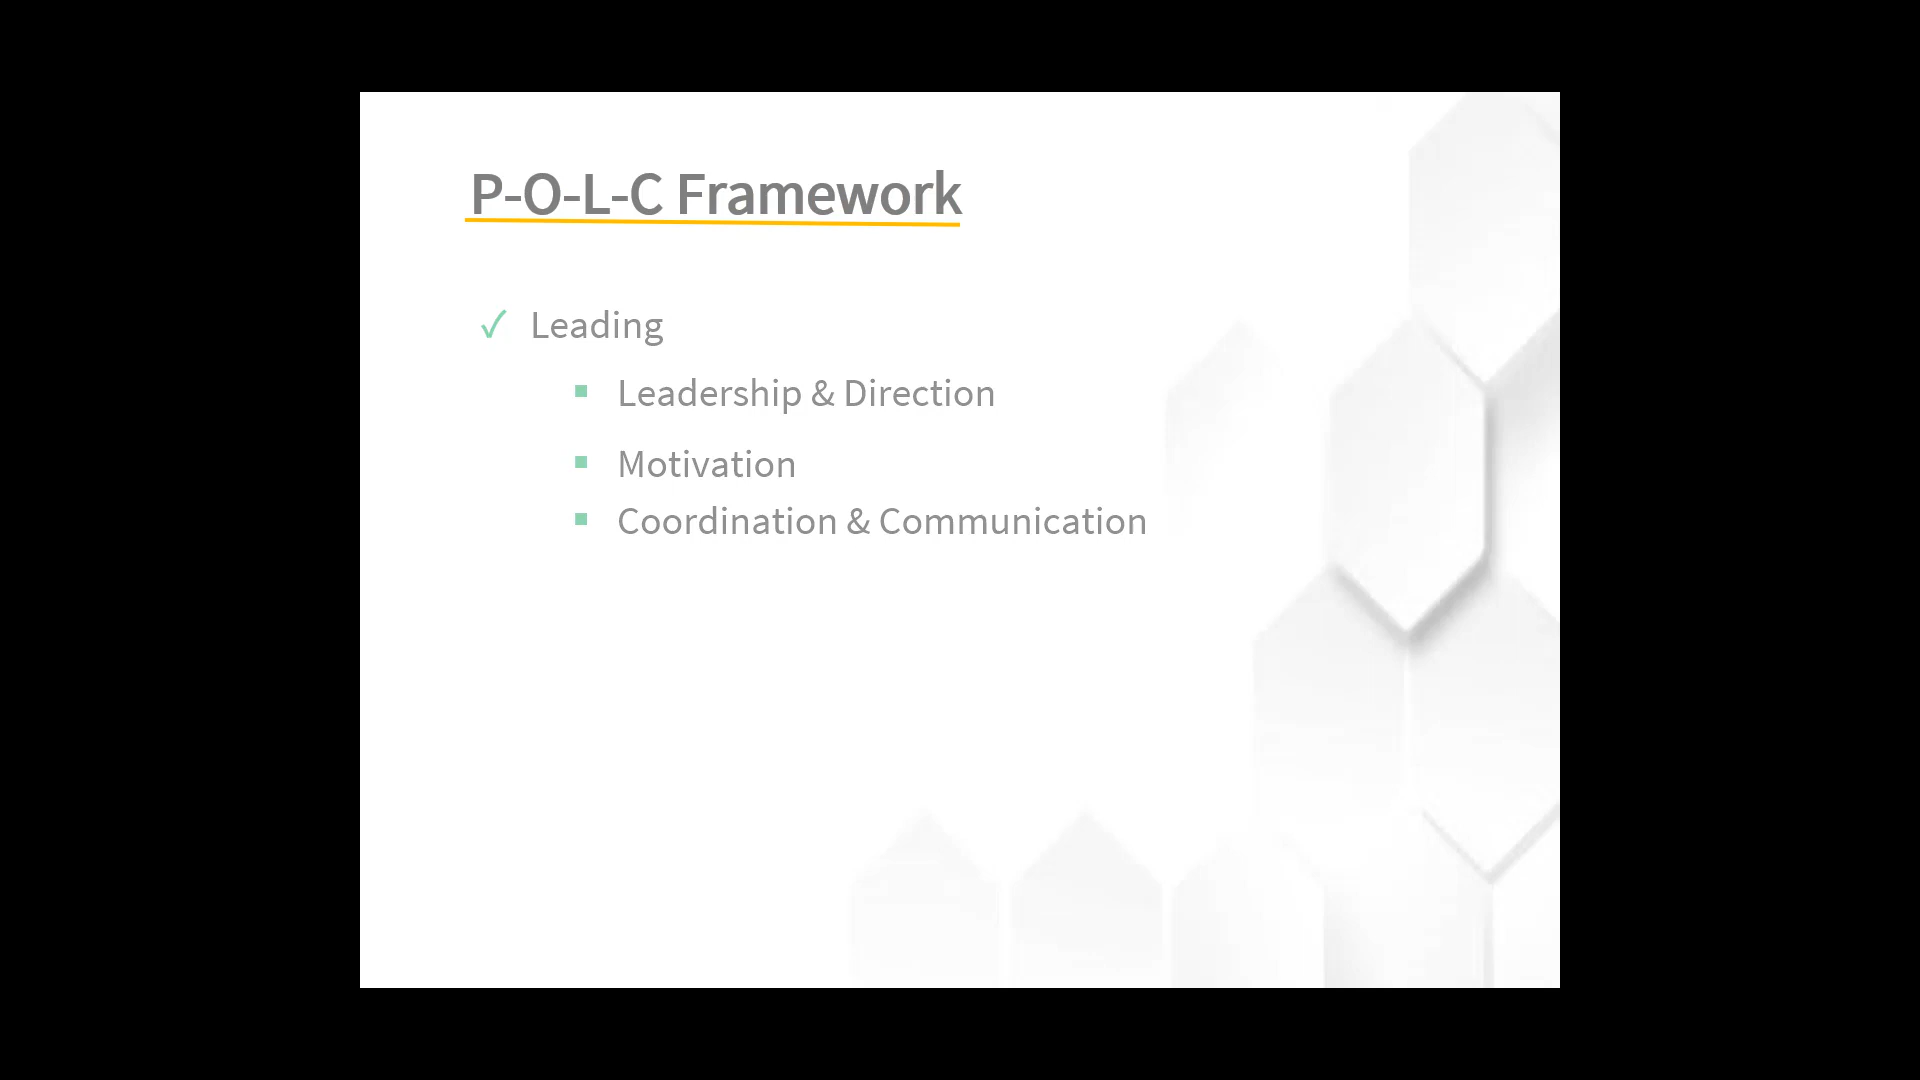 P-O-L-C Framework
✓ Leading
▪ Leadership & Direction
▪ Motivation
▪ Coordination & Communication